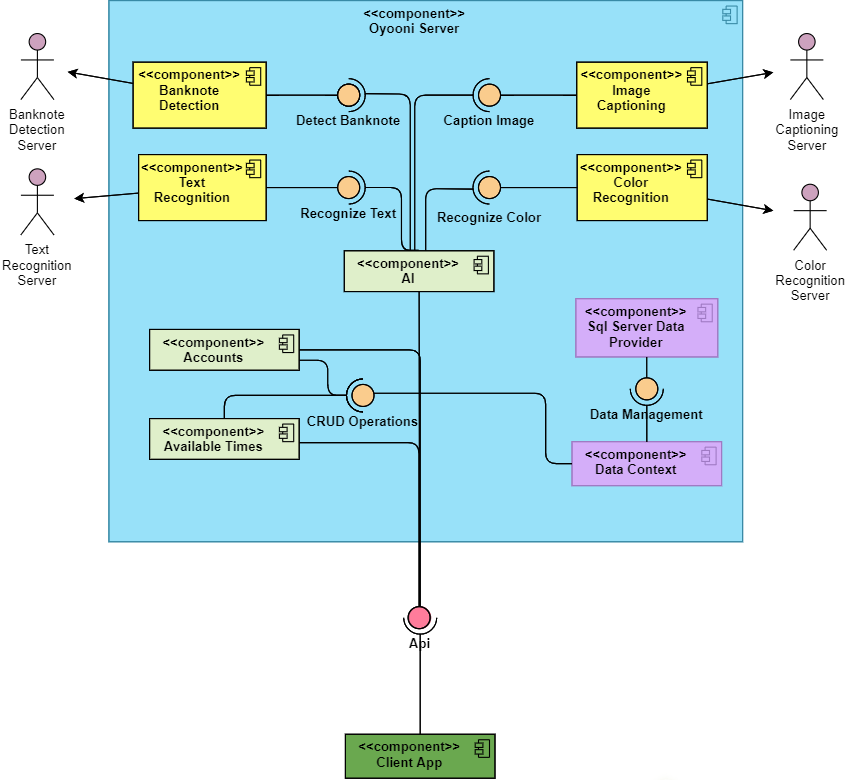 <<component>>
Oyooni Server
Banknote
Detection
Server
<<component>>
Banknote
Detection
Detect Banknote
Caption Image
<<component>>
Image
Captioning
Image
Captioning
Server
Text
Recognition
Server
<<component>>
Text
Recognition
Recognize Text
Recognize Color
<<component>>
Color
Recognition
Color
Recognition
Server
<<component>>
AI
<<component>>
Accounts
<<component>>
Sql Server Data
Provider
CRUD Operations
Data Management
<<component>>
Available Times
<<component>>
Data Context
Api
<<component>>
Client App